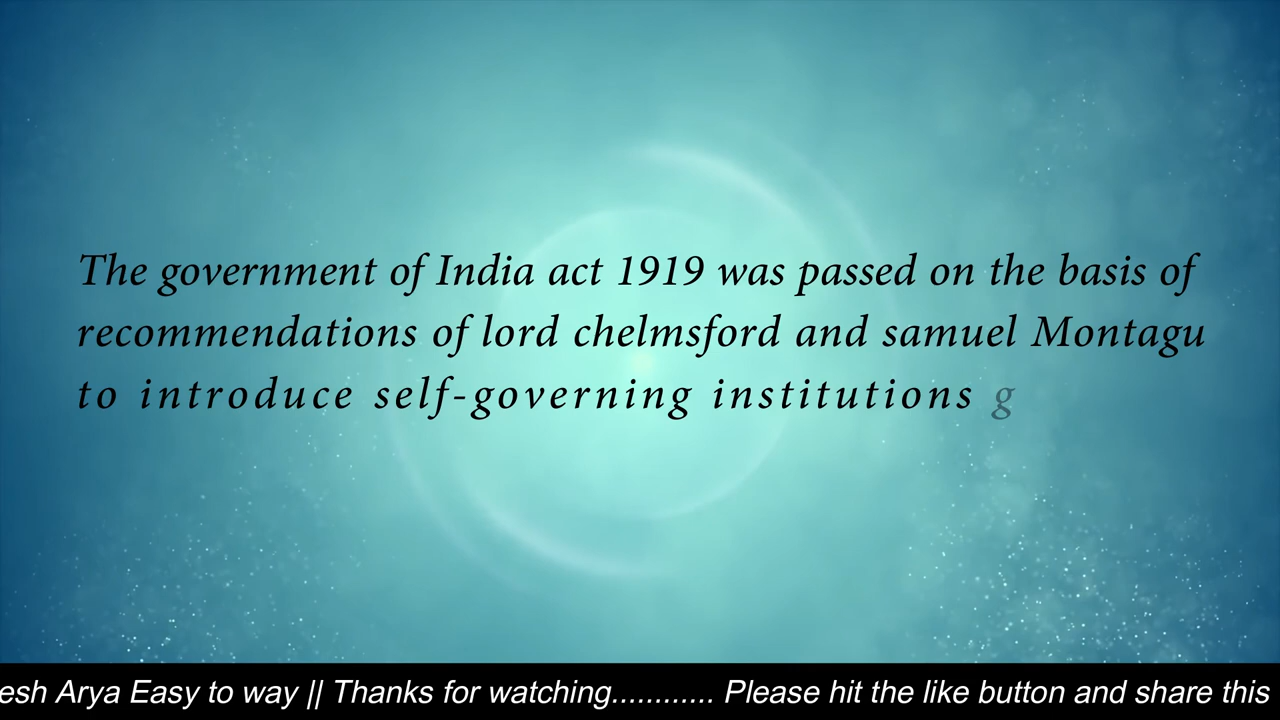 The government of India act 1919 was passed on the basis of
recommendations of lord chelmsford and samuel Montagu
to introduce self-governing institutions g
esh Arya Easy to way || Thanks for watching............ Please hit the like button and share this